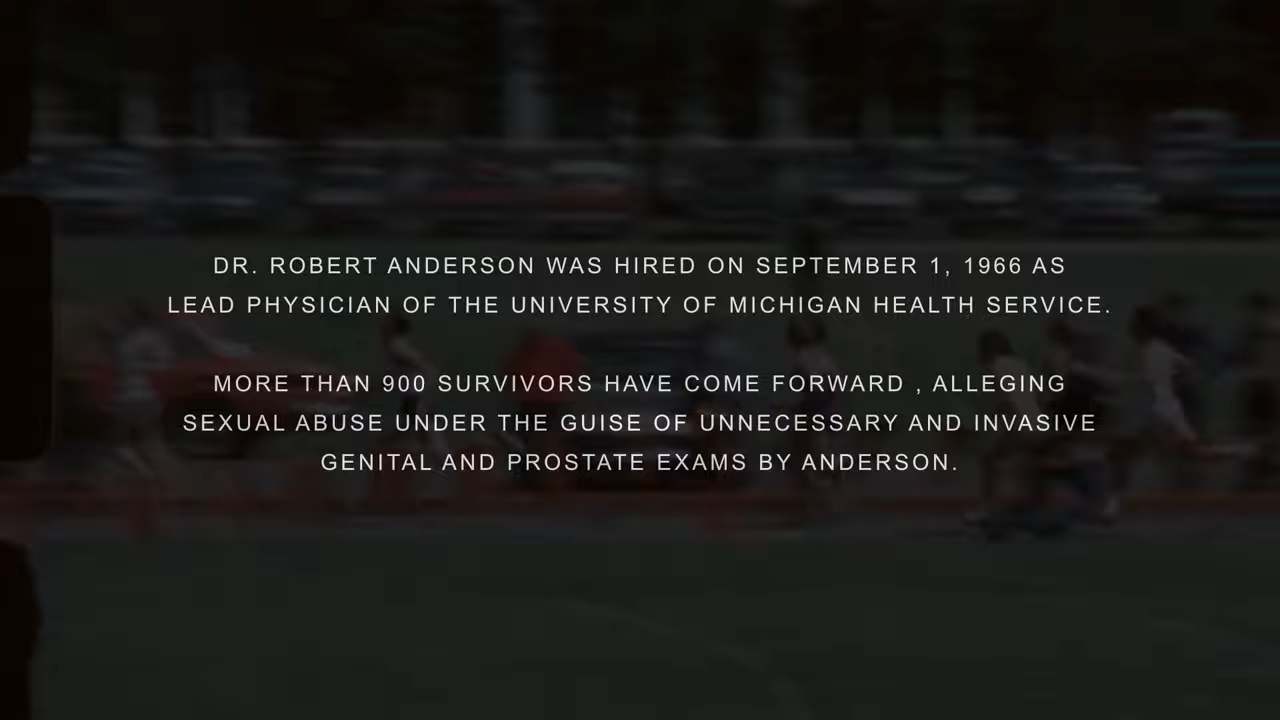 DR. ROBERT ANDERSON WAS HIRED ON SEPTEMBER 1, 1966 AS
LEAD PHYSICIAN OF THE UNIVERSITY OF MICHIGAN HEALTH SERVICE.
MORE THAN 900 SURVIVORS HAVE COME FORWARD , ALLEGING
SEXUAL ABUSE UNDER THE GUISE OF UNNECESSARY AND INVASIVE
GENITAL AND PROSTATE EXAMS BY ANDERSON.